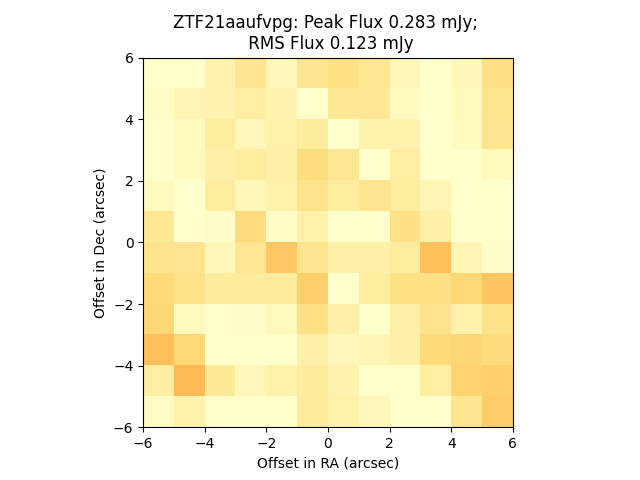 ZTF21aaufvpg: Peak Flux 0.283 mJy;
RMS Flux 0.123 mJy
6
4
2
0
−2
−4
−6
Offset in Dec (arcsec)
−6 −4 −2 0 2 4 6
Offset in RA (arcsec)